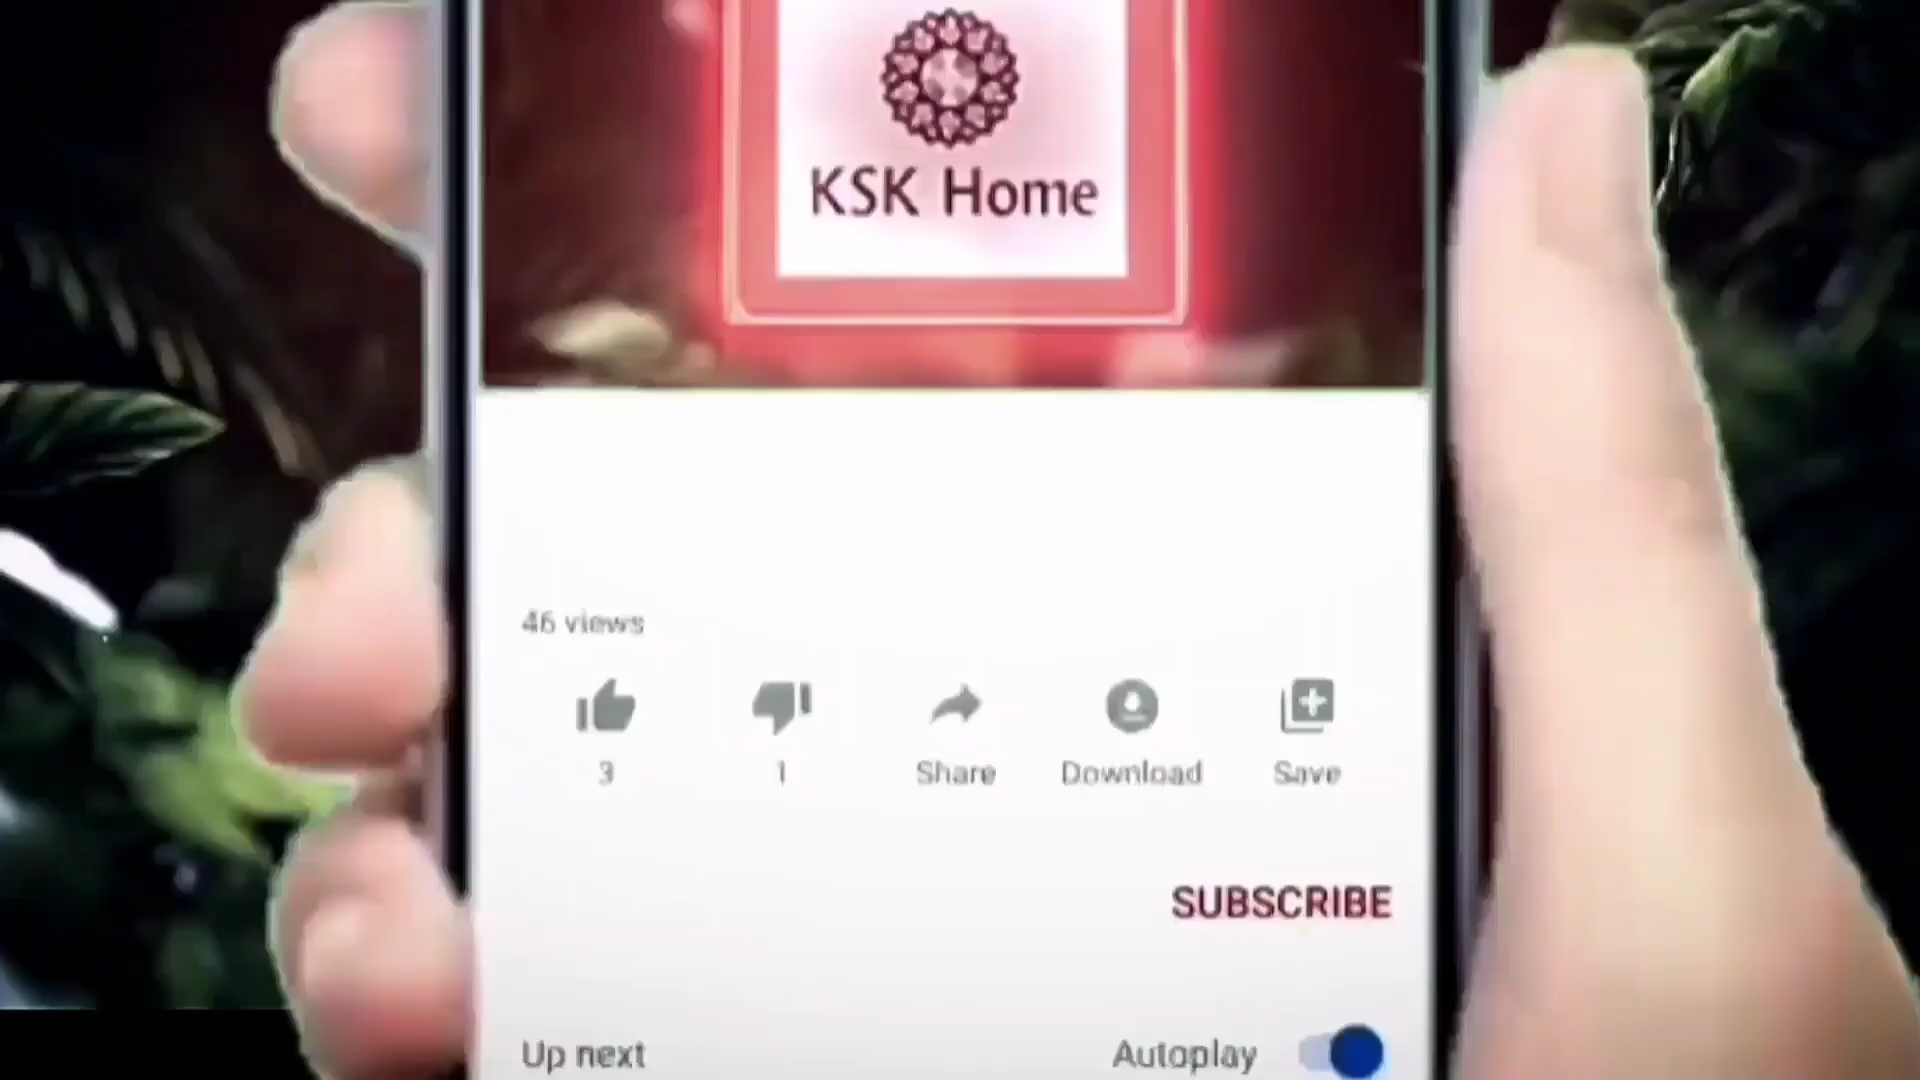 KSK Home
46 views
3
1
Share
Download
Save
SUBSCRIBE
Up next
Autoplay